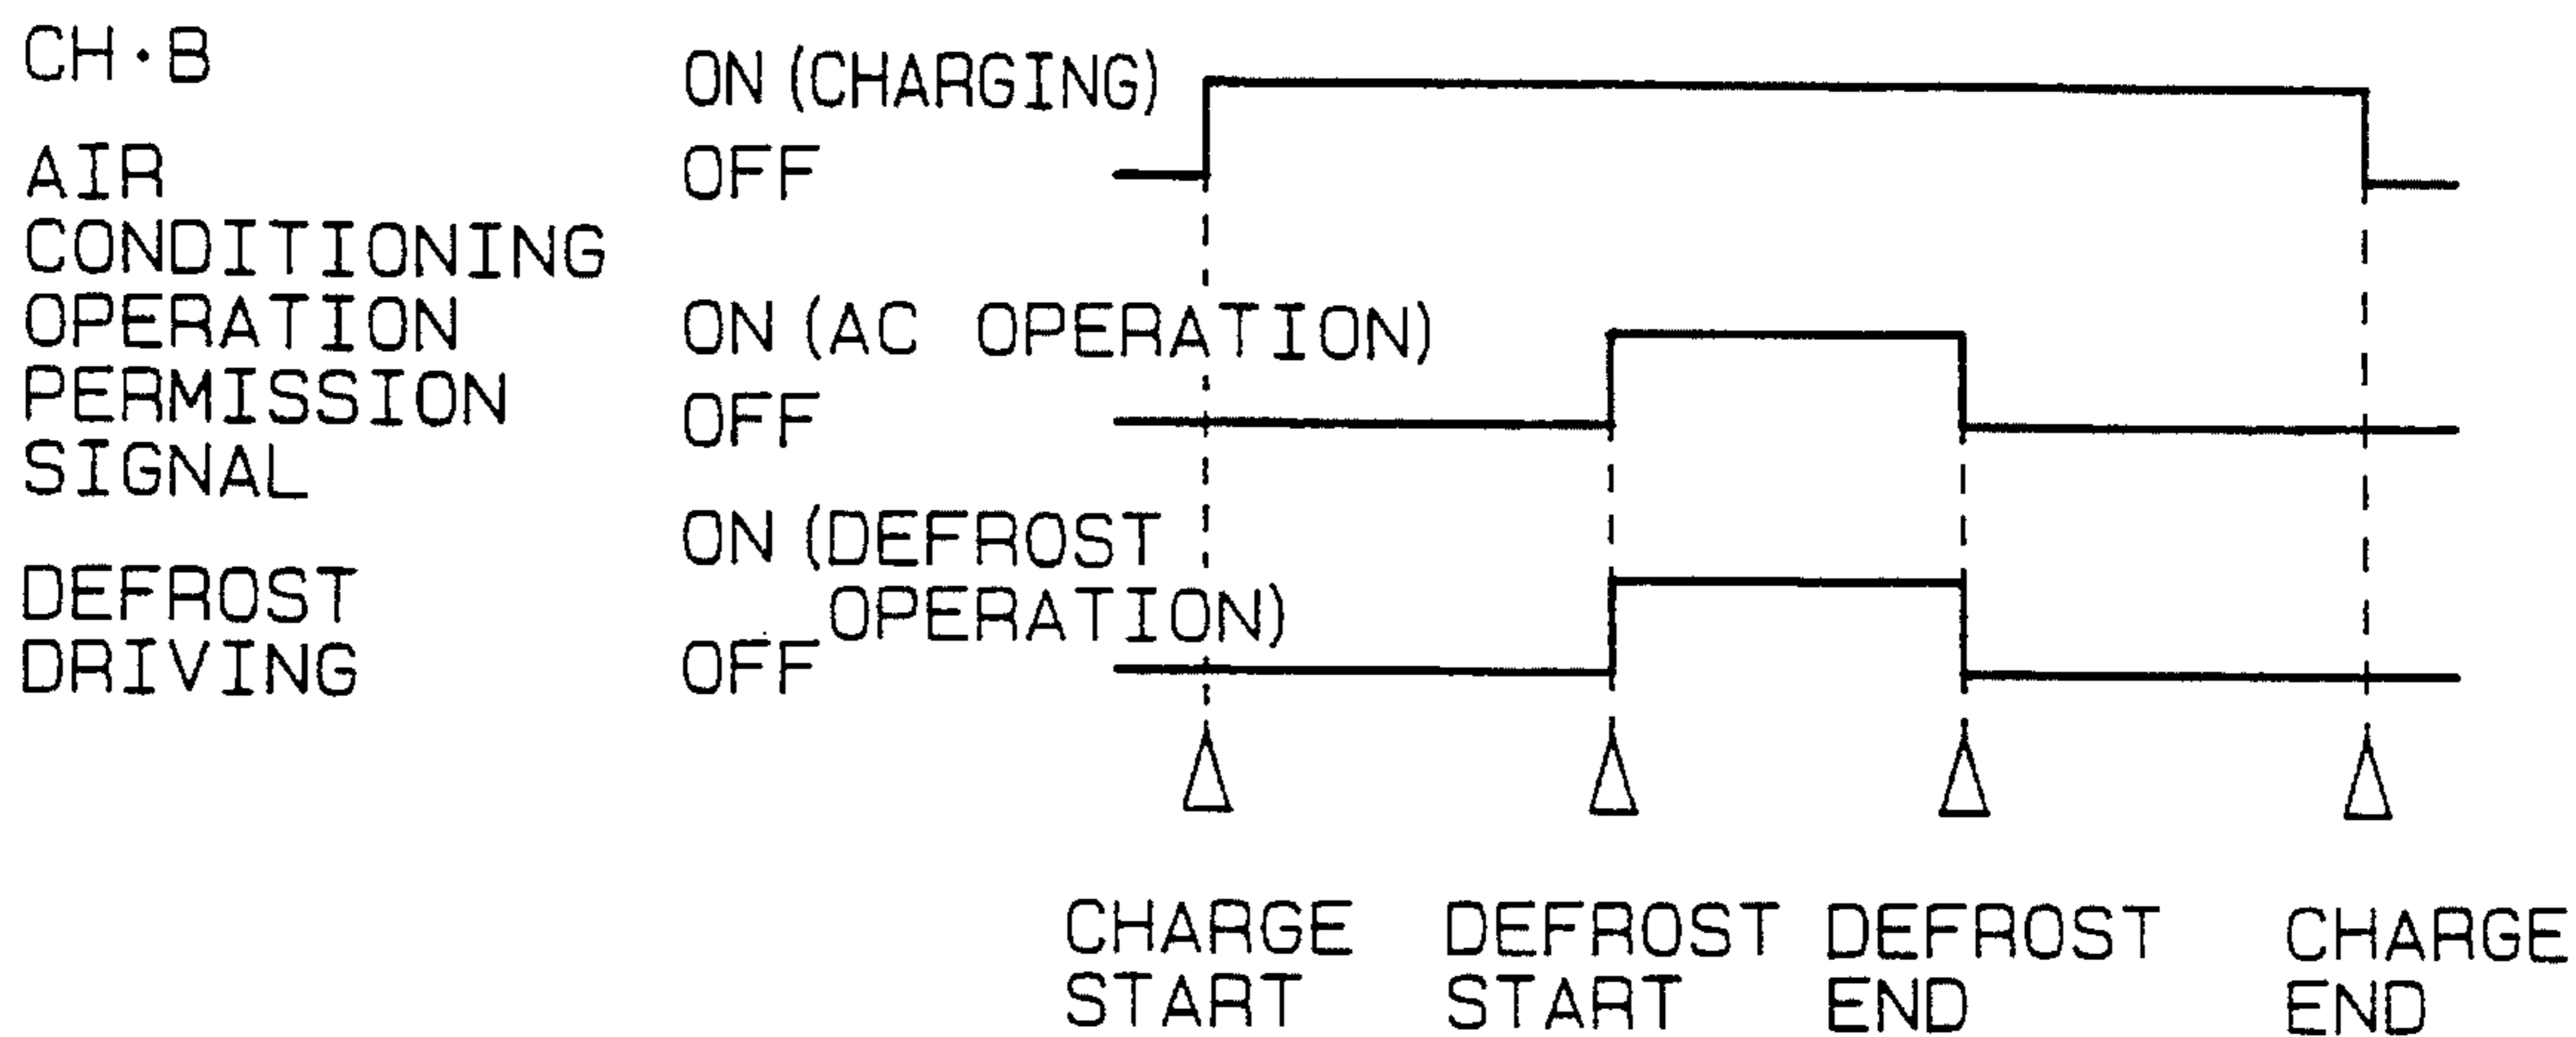 CH·B
ON (CHARGING)
OFF
AIR
CONDITIONING
OPERATION
PERMISSION
SIGNAL
ON (AC OPERATION)
OFF
DEFROST
DRIVING
ON (DEFROST
OPERATION)
OFF
CHARGE
START
DEFROST
START
DEFROST
END
CHARGE
END